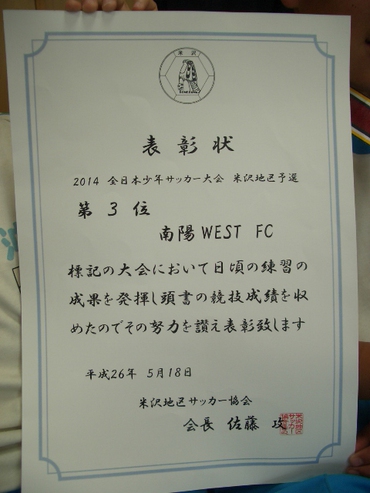 米沢
表彰状
2014 全日本少年サッカー大会 米沢地区予選
第 3 位
南陽WEST FC
標記の大会において日頃の練習の
成果を発揮し頭書の競技成績を収
めたのでその努力を讃え表彰致します
平成26年 5月18日
米沢地区サッカー協会
会長 佐藤 攻